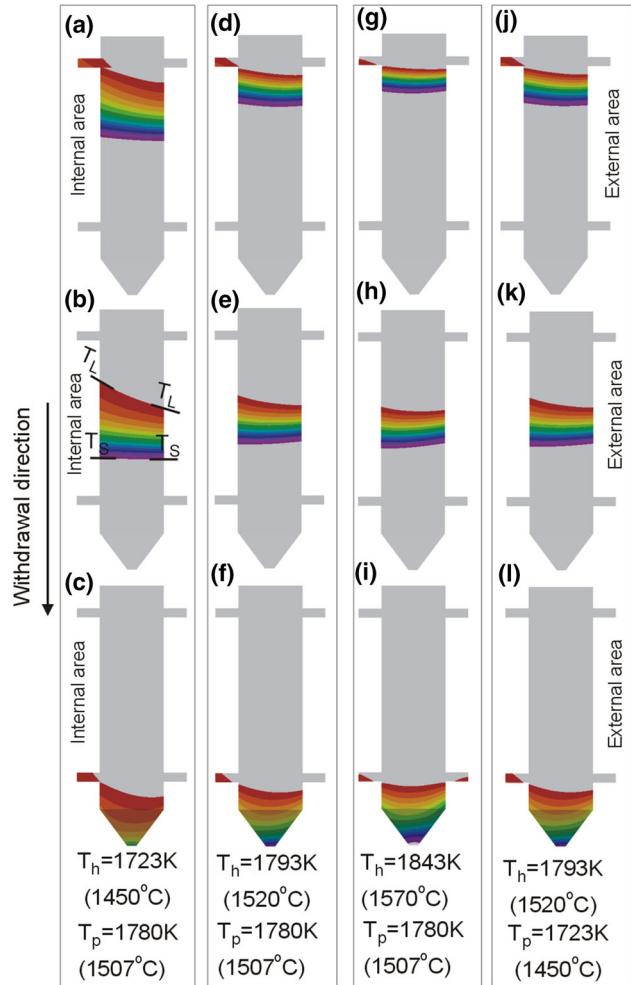 (a)
(d)
(g)
(j)
Internal area
External area
(b)
(e)
(h)
(k)
T_L
T_L
T_S
T_S
Internal area
External area
Withdrawal direction
(c)
(f)
(i)
(l)
Internal area
External area
T_h=1723K
(1450°C)
T_p=1780K
(1507°C)
T_h=1793K
(1520°C)
T_p=1780K
(1507°C)
T_h=1843K
(1570°C)
T_p=1780K
(1507°C)
T_h=1793K
(1520°C)
T_p=1723K
(1450°C)